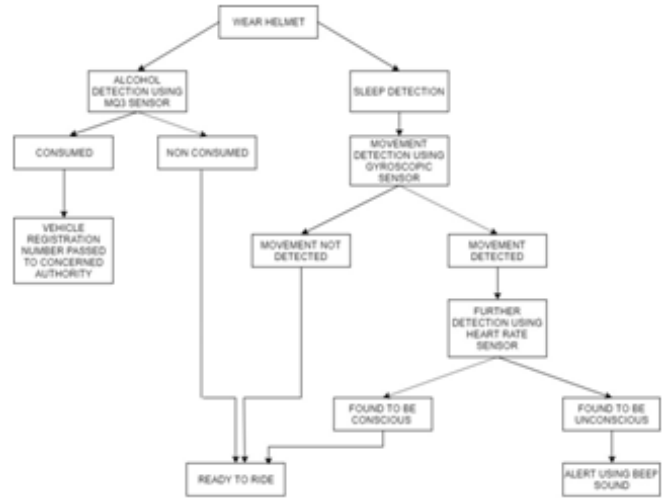 WEAR HELMET
ALCOHOL
DETECTION USING
MQ3 SENSOR
SLEEP DETECTION
CONSUMED
NON CONSUMED
MOVEMENT
DETECTION USING
GYROSCOPIC
SENSOR
VEHICLE
REGISTRATION
NUMBER PASSED
TO CONCERNED
AUTHORITY
MOVEMENT NOT
DETECTED
MOVEMENT
DETECTED
FURTHER
DETECTION USING
HEART RATE
SENSOR
FOUND TO BE
CONSCIOUS
FOUND TO BE
UNCONSCIOUS
READY TO RIDE
ALERT USING BEEP
SOUND